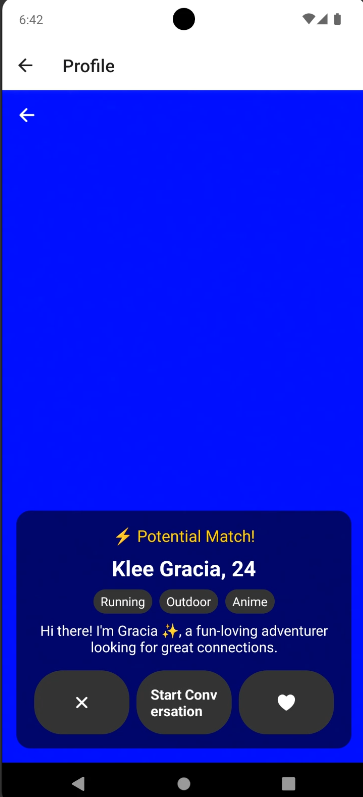 6:42
Profile
⚡ Potential Match!
Klee Gracia, 24
Running Outdoor Anime
Hi there! I'm Gracia ✨, a fun-loving adventurer
looking for great connections.
Start Conv
ersation